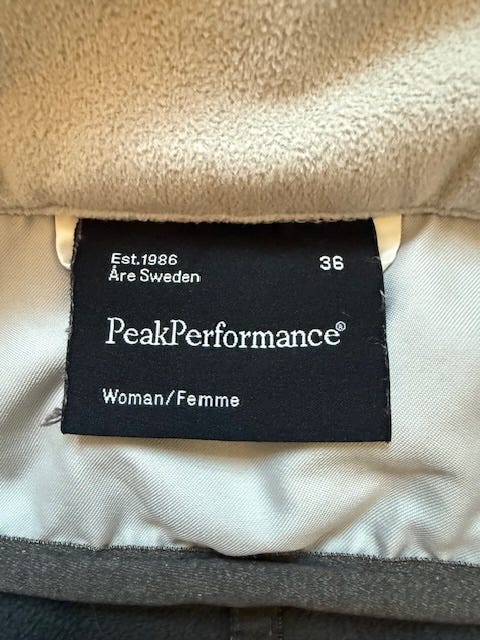 Est.1986
36
Åre Sweden
PeakPerformance®
Woman/Femme